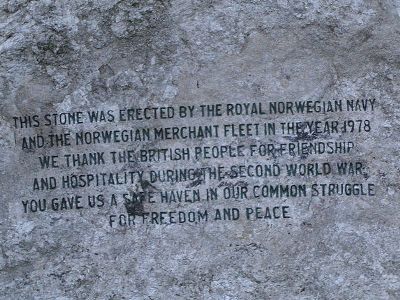 THIS STONE WAS ERECTED BY THE ROYAL NORWEGIAN NAVY
AND THE NORWEGIAN MERCHANT FLEET IN THE YEAR 1978
WE THANK THE BRITISH PEOPLE FOR FRIENDSHIP
AND HOSPITALITY DURING THE SECOND WORLD WAR
YOU GAVE US A SAFE HAVEN IN OUR COMMON STRUGGLE
FOR FREEDOM AND PEACE